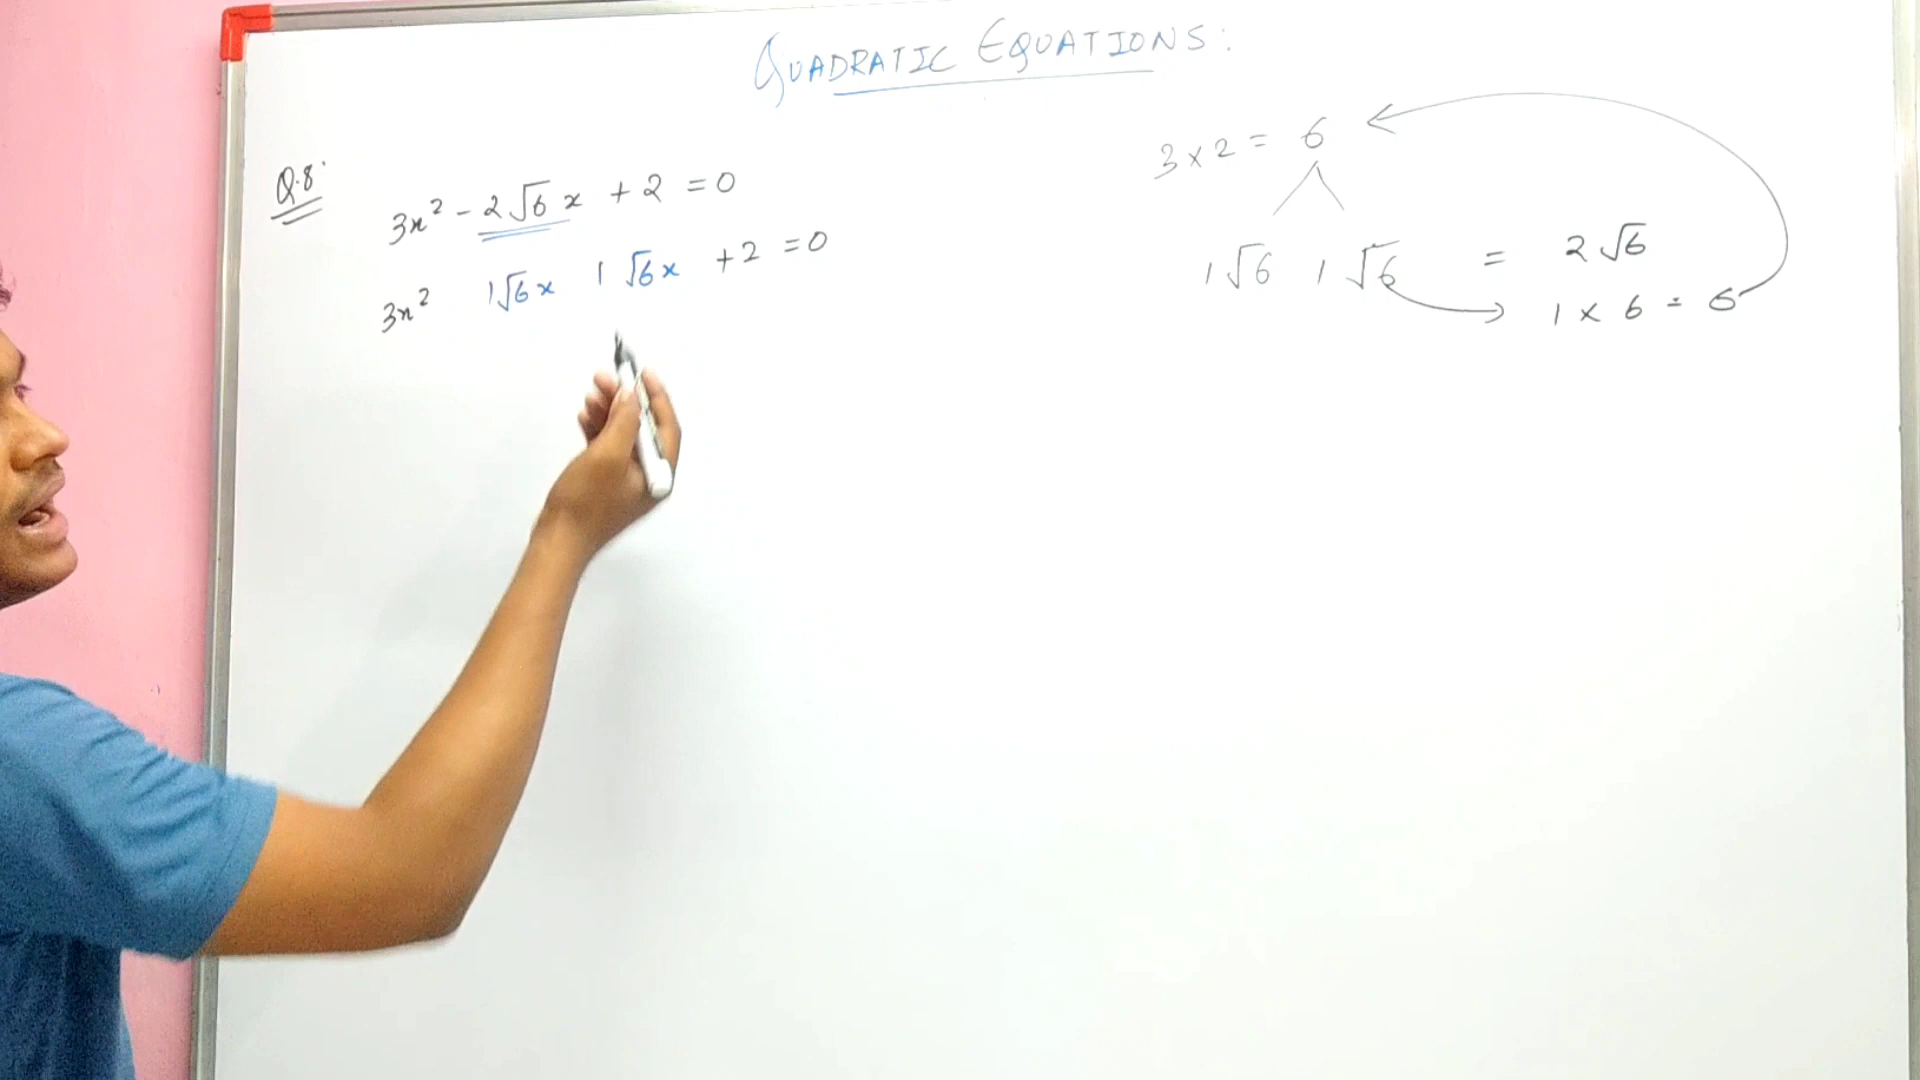 QUADRATIC EQUATIONS:
Q.8.
3x² - 2√6 x + 2 = 0
3x² 1√6x 1√6x +2 = 0
3 x 2 = 6
1√6 1√6 = 2√6
1 x 6 = 6